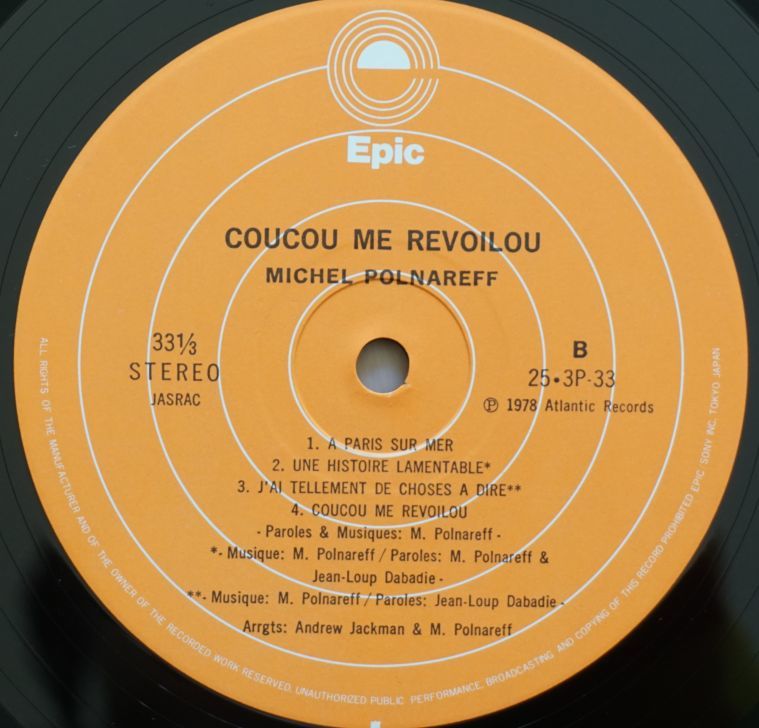 Epic
COUCOU ME REVOILOU
MICHEL POLNAREFF
33⅓
STEREO
JASRAC
B
25•3P-33
Ⓟ 1978 Atlantic Records
1. A PARIS SUR MER
2. UNE HISTOIRE LAMENTABLE*
3. J'AI TELLEMENT DE CHOSES A DIRE**
4. COUCOU ME REVOILOU
- Paroles & Musiques: M. Polnareff -
*- Musique: M. Polnareff / Paroles: M. Polnareff &
Jean-Loup Dabadie -
**- Musique: M. Polnareff / Paroles: Jean-Loup Dabadie -
Arrgts: Andrew Jackman & M. Polnareff
ALL RIGHTS OF THE MANUFACTURER AND OF THE OWNER OF THE RECORDED WORK RESERVED. UNAUTHORIZED PUBLIC PERFORMANCE, BROADCASTING AND COPYING OF THIS RECORD PROHIBITED EPIC SONY INC. TOKYO JAPAN